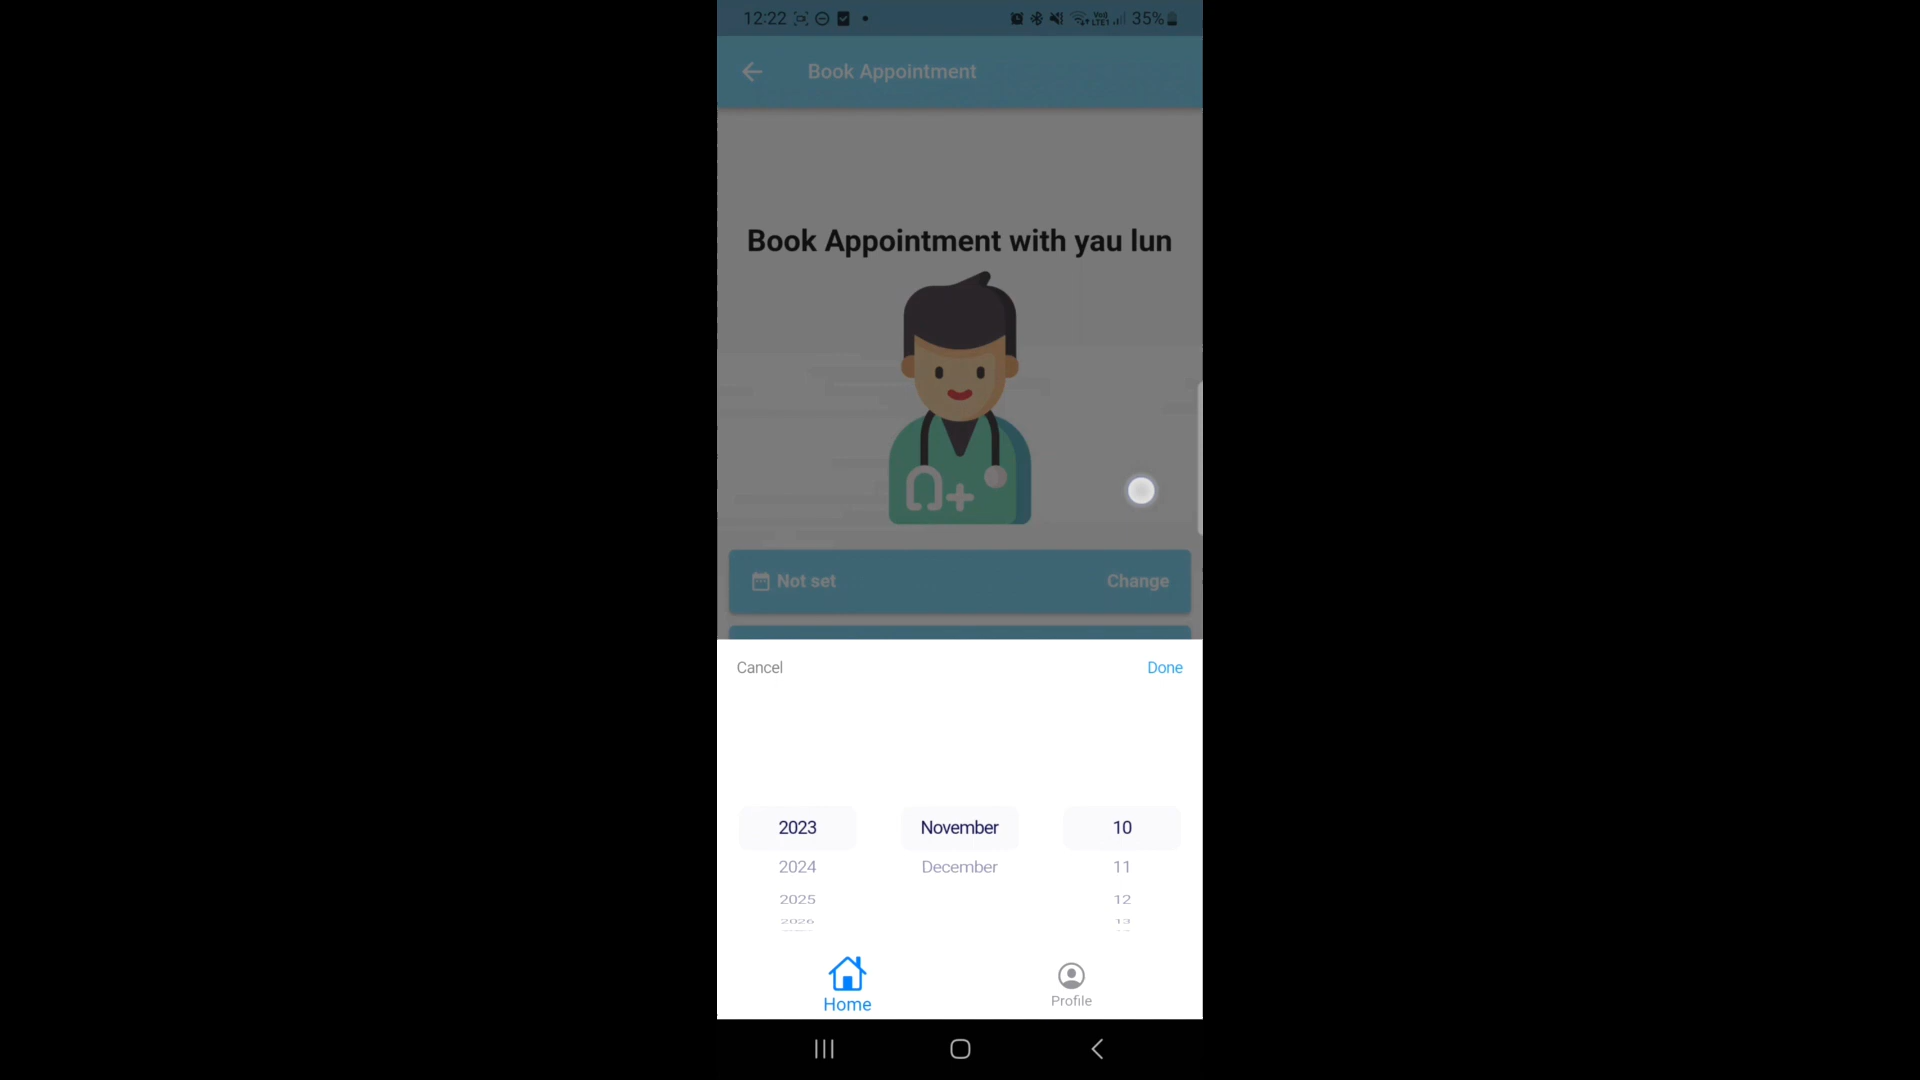 12:22 35%
Book Appointment
Book Appointment with yau lun
Not set Change
Cancel Done
2023 November 10
2024 December 11
2025 12
2026 13
Home Profile